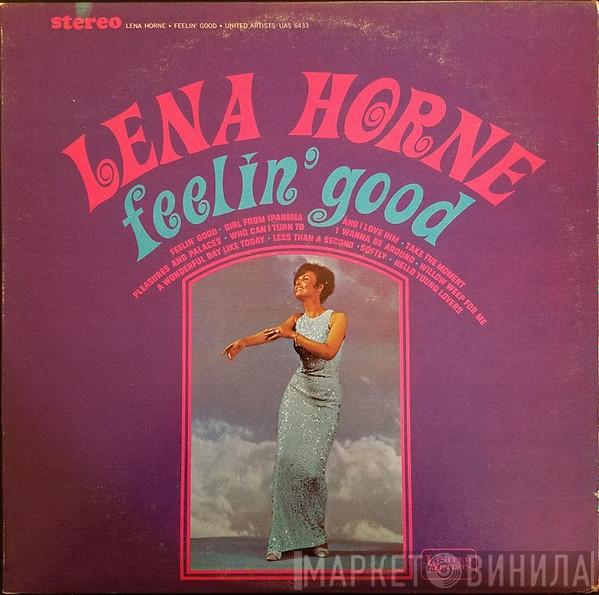 stereo LENA HORNE • FEELIN' GOOD • UNITED ARTISTS UAS 6433
LENA HORNE
feelin' good
FEELIN' GOOD • GIRL FROM IPANEMA
PLEASURES AND PALACES • WHO CAN I TURN TO
A WONDERFUL DAY LIKE TODAY • LESS THAN A SECOND • SOFTLY • HELLO YOUNG LOVERS
AND I LOVE HIM • TAKE THE MOMENT
I WANNA BE AROUND • WILLOW WEEP FOR ME
UNITED ARTISTS
МАРКЕТ ВИНИЛА